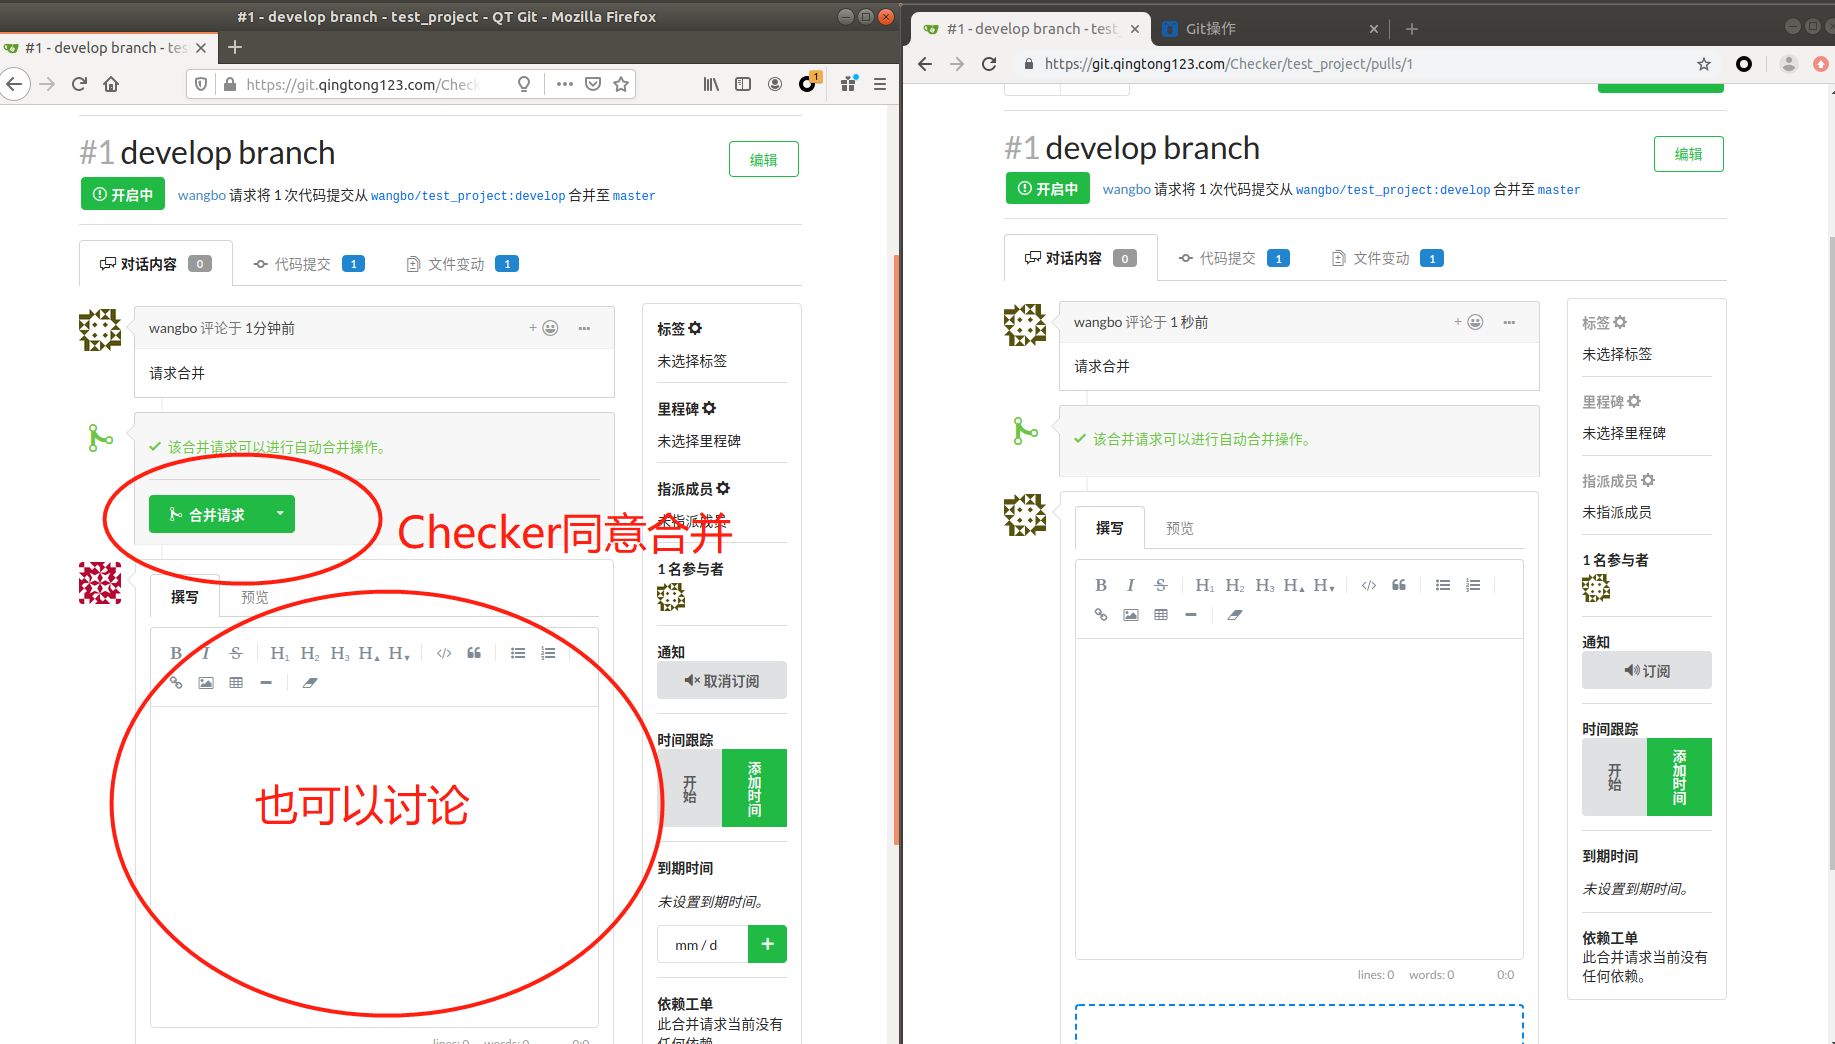 #1 - develop branch - test_project - QT Git - Mozilla Firefox
#1 - develop branch - tes
https://git.qingtong123.com/Check
1
#1 develop branch
编辑
开启中
wangbo 请求将 1 次代码提交从 wangbo/test_project:develop 合并至 master
对话内容 0
代码提交 1
文件变动 1
wangbo 评论于 1分钟前
请求合并
该合并请求可以进行自动合并操作。
合并请求
Checker同意合并
撰写
预览
B I S H1 H2 H3 H▲ H▼
也可以讨论
lines: 0 words: 0 0:0
标签
未选择标签
里程碑
未选择里程碑
指派成员
未指派成员
1 名参与者
通知
取消订阅
时间跟踪
开始
添加时间
到期时间
未设置到期时间。
mm / d
+
依赖工单
此合并请求当前没有
任何依赖。
#1 - develop branch - test_
Git操作
https://git.qingtong123.com/Checker/test_project/pulls/1
#1 develop branch
编辑
开启中
wangbo 请求将 1 次代码提交从 wangbo/test_project:develop 合并至 master
对话内容 0
代码提交 1
文件变动 1
wangbo 评论于 1 秒前
请求合并
该合并请求可以进行自动合并操作。
撰写
预览
B I S H1 H2 H3 H▲ H▼
lines: 0 words: 0 0:0
标签
未选择标签
里程碑
未选择里程碑
指派成员
未指派成员
1 名参与者
通知
订阅
时间跟踪
开始
添加时间
到期时间
未设置到期时间。
依赖工单
此合并请求当前没有
任何依赖。